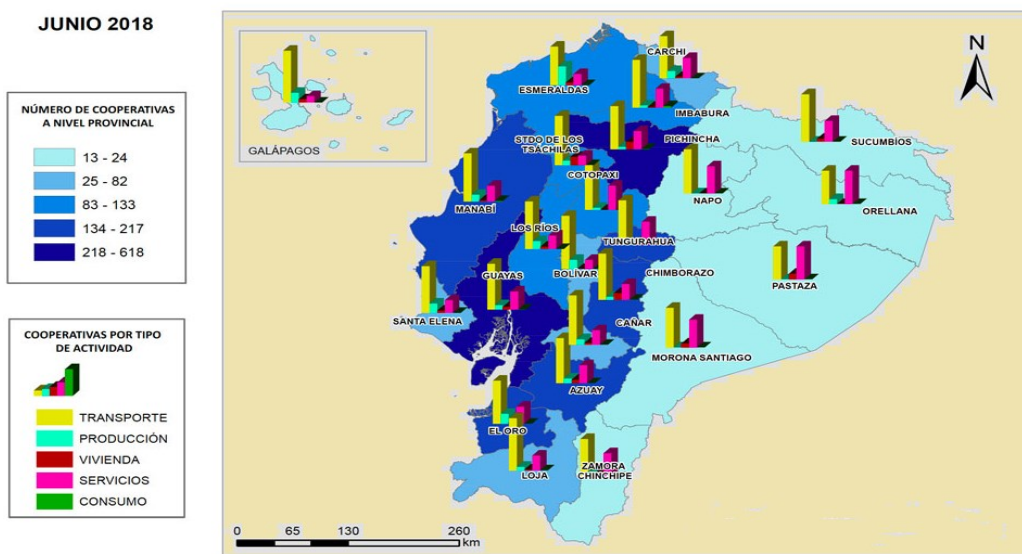 JUNIO 2018
NÚMERO DE COOPERATIVAS
A NIVEL PROVINCIAL
13 - 24
25 - 82
83 - 133
134 - 217
218 - 618
COOPERATIVAS POR TIPO
DE ACTIVIDAD
TRANSPORTE
PRODUCCIÓN
VIVIENDA
SERVICIOS
CONSUMO
GALÁPAGOS
N
CARCHI
ESMERALDAS
IMBABURA
STDO DE LOS
TSÁCHILAS
PICHINCHA
SUCUMBÍOS
COTOPAXI
MANABÍ
NAPO
ORELLANA
LOS RÍOS
TUNGURAHUA
BOLÍVAR
CHIMBORAZO
GUAYAS
PASTAZA
SANTA ELENA
CAÑAR
MORONA SANTIAGO
AZUAY
EL ORO
LOJA
ZAMORA
CHINCHIPE
0 65 130 260
km